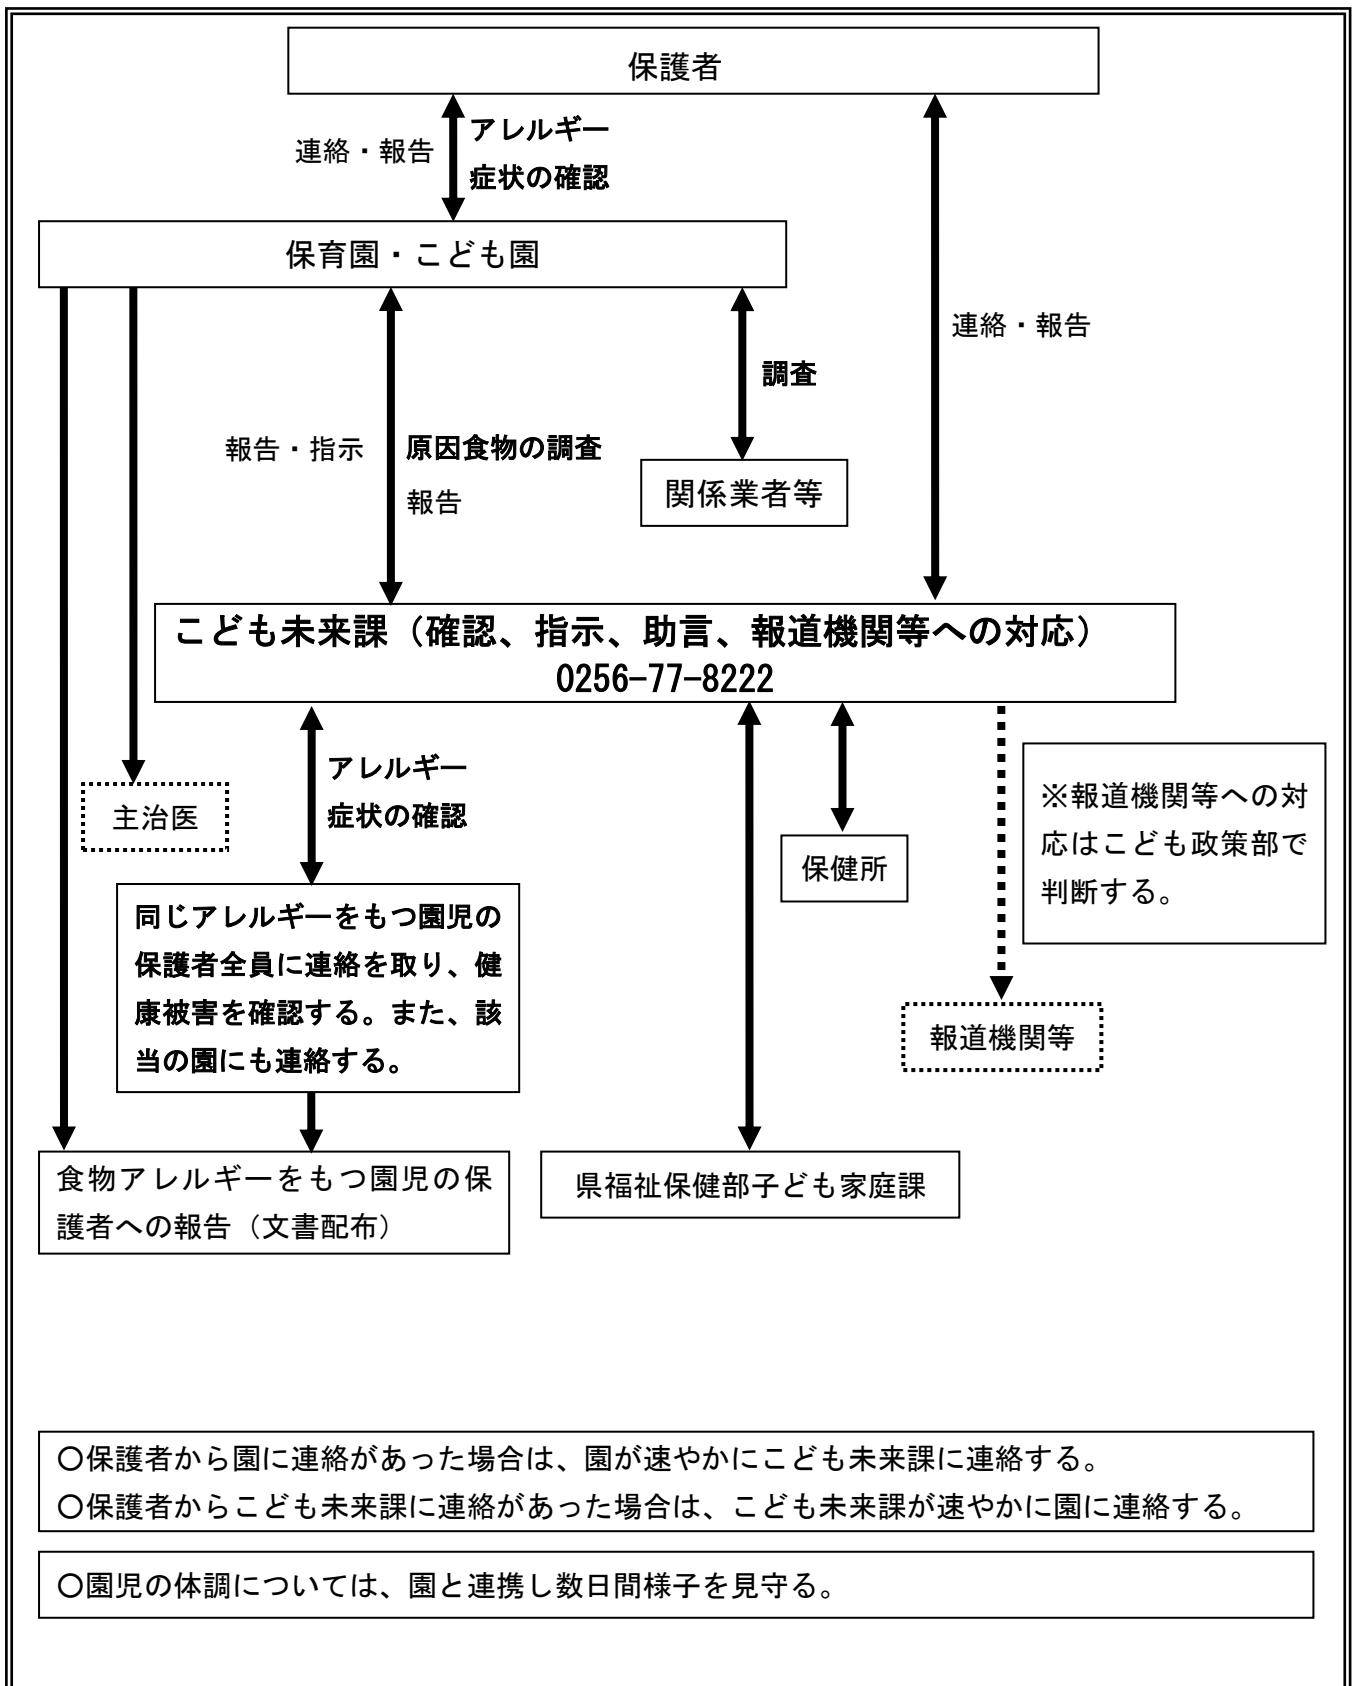 保護者
連絡・報告
アレルギー
症状の確認
保育園・こども園
連絡・報告
調査
報告・指示
原因食物の調査
報告
関係業者等
こども未来課（確認、指示、助言、報道機関等への対応）
0256-77-8222
アレルギー
症状の確認
主治医
※報道機関等への対
応はこども政策部で
判断する。
保健所
同じアレルギーをもつ園児の
保護者全員に連絡を取り、健
康被害を確認する。また、該
当の園にも連絡する。
報道機関等
食物アレルギーをもつ園児の保
護者への報告（文書配布）
県福祉保健部子ども家庭課
〇保護者から園に連絡があった場合は、園が速やかにこども未来課に連絡する。
〇保護者からこども未来課に連絡があった場合は、こども未来課が速やかに園に連絡する。
〇園児の体調については、園と連携し数日間様子を見守る。